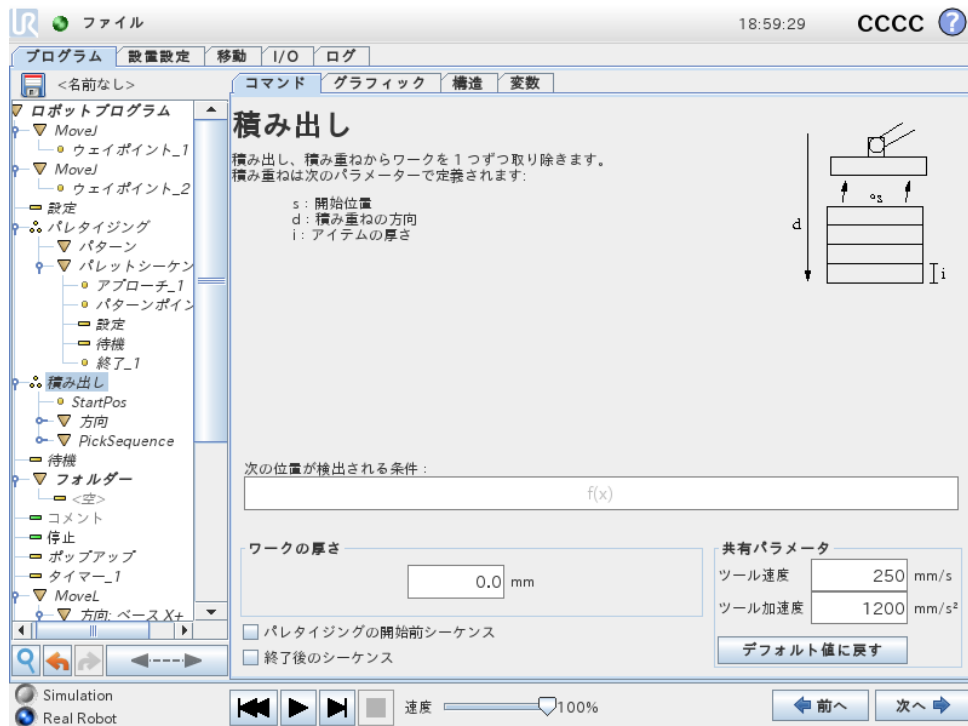 UR ファイル 18:59:29 CCCC ?
プログラム 設置設定 移動 I/O ログ
<名前なし>
ロボットプログラム
MoveJ
ウェイポイント_1
MoveJ
ウェイポイント_2
設定
パレタイジング
パターン
パレットシーケン
アプローチ_1
パターンポイン
設定
待機
終了_1
積み出し
StartPos
方向
PickSequence
待機
フォルダー
<空>
コメント
停止
ポップアップ
タイマー_1
MoveL
方向: ベース X+
コマンド グラフィック 構造 変数
積み出し
積み出し、積み重ねからワークを１つずつ取り除きます。
積み重ねは次のパラメーターで定義されます:
s : 開始位置
d : 積み重ねの方向
i : アイテムの厚さ
s
d
i
次の位置が検出される条件 :
f(x)
ワークの厚さ
0.0 mm
パレタイジングの開始前シーケンス
終了後のシーケンス
共有パラメータ
ツール速度 250 mm/s
ツール加速度 1200 mm/s²
デフォルト値に戻す
Simulation
Real Robot
速度 100%
前へ 次へ